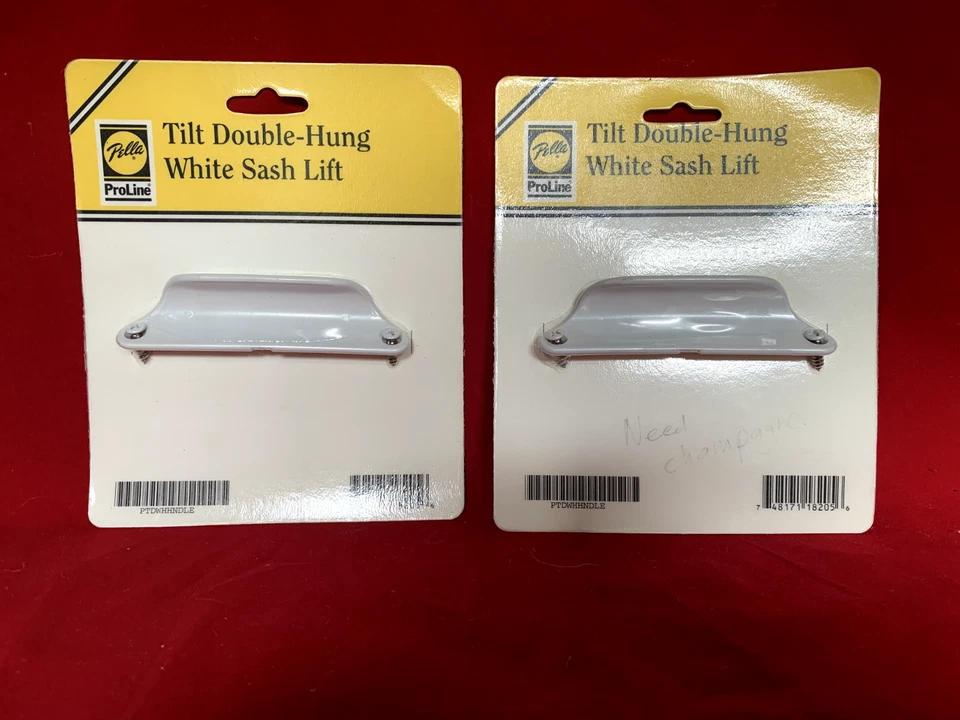 Pella
ProLine
Tilt Double-Hung
White Sash Lift
PTDWHHNDLE
Pella
ProLine
Tilt Double-Hung
White Sash Lift
Need
champagne.
PTDWHHNDLE
7 48171 18205 6